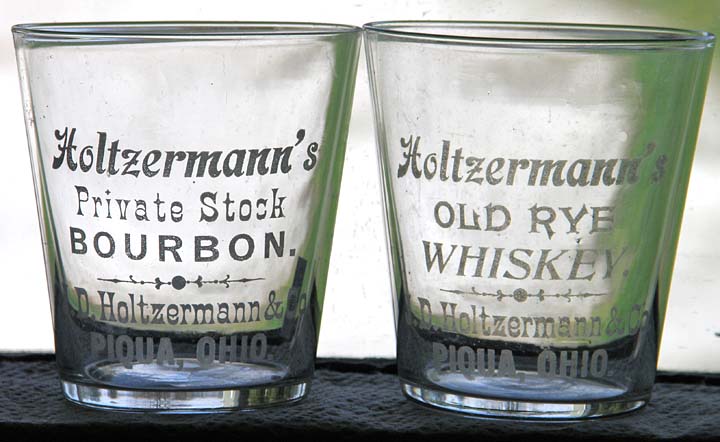 Holtzermann's
Private Stock
BOURBON.
D. Holtzermann & Co
PIQUA, OHIO.
Holtzermann's
OLD RYE
WHISKEY.
D. Holtzermann & Co
PIQUA, OHIO.